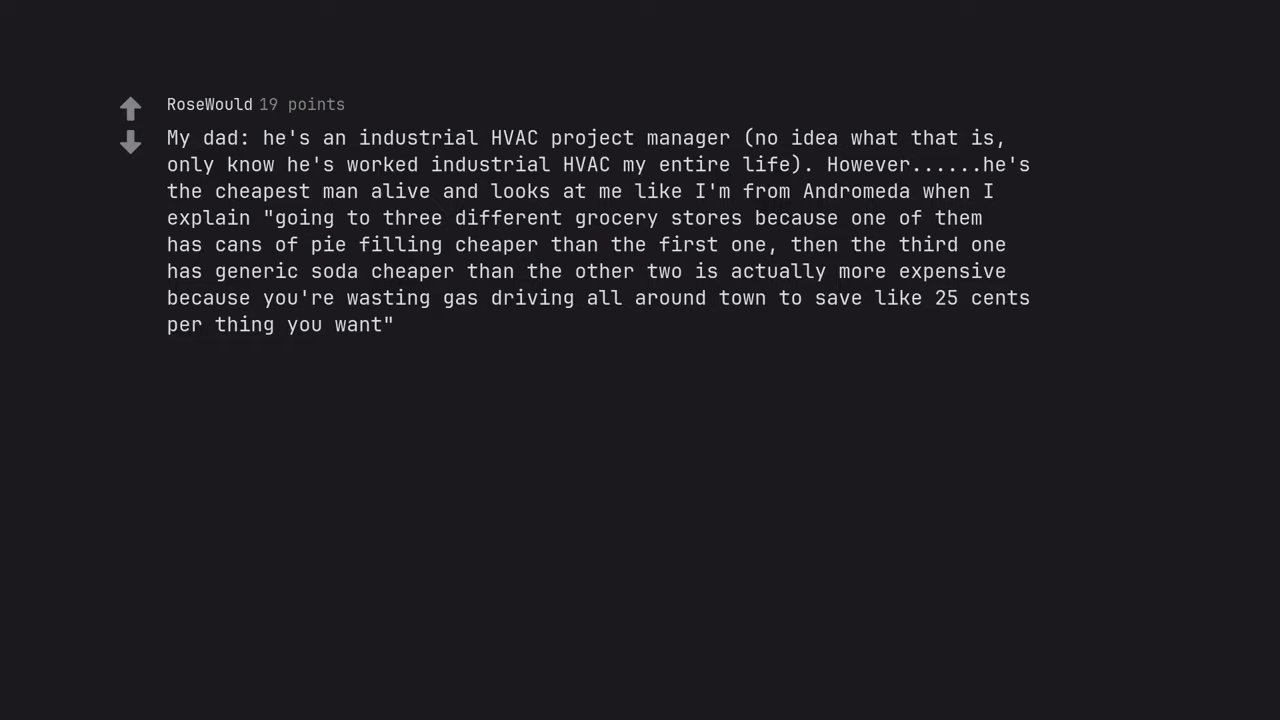 RoseWould 19 points
My dad: he's an industrial HVAC project manager (no idea what that is,
only know he's worked industrial HVAC my entire life). However......he's
the cheapest man alive and looks at me like I'm from Andromeda when I
explain "going to three different grocery stores because one of them
has cans of pie filling cheaper than the first one, then the third one
has generic soda cheaper than the other two is actually more expensive
because you're wasting gas driving all around town to save like 25 cents
per thing you want"